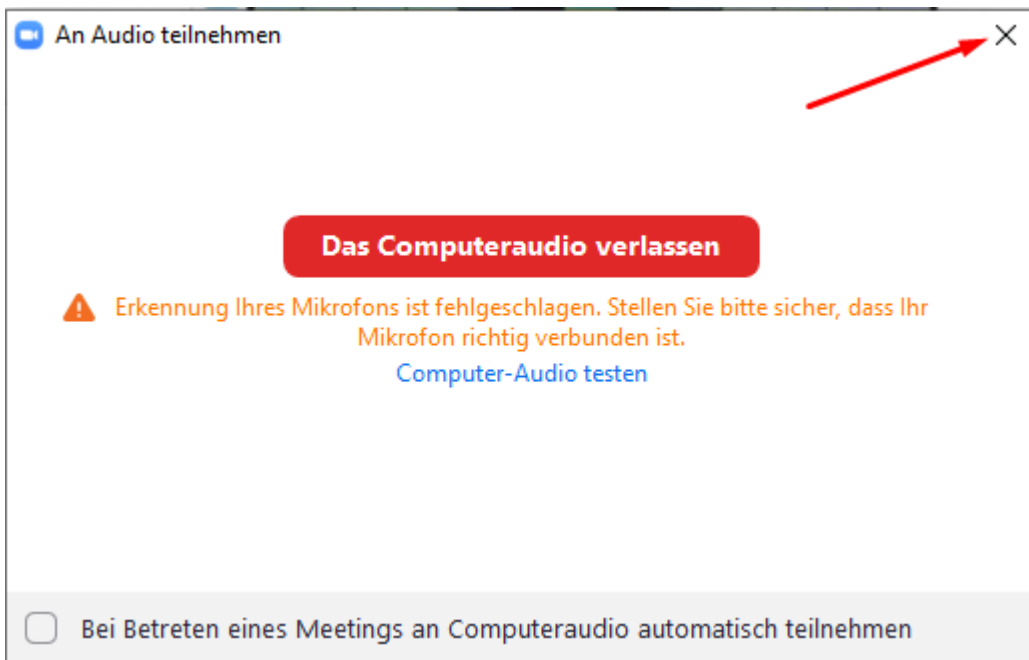 An Audio teilnehmen
Das Computeraudio verlassen
Erkennung Ihres Mikrofons ist fehlgeschlagen. Stellen Sie bitte sicher, dass Ihr
Mikrofon richtig verbunden ist.
Computer-Audio testen
Bei Betreten eines Meetings an Computeraudio automatisch teilnehmen